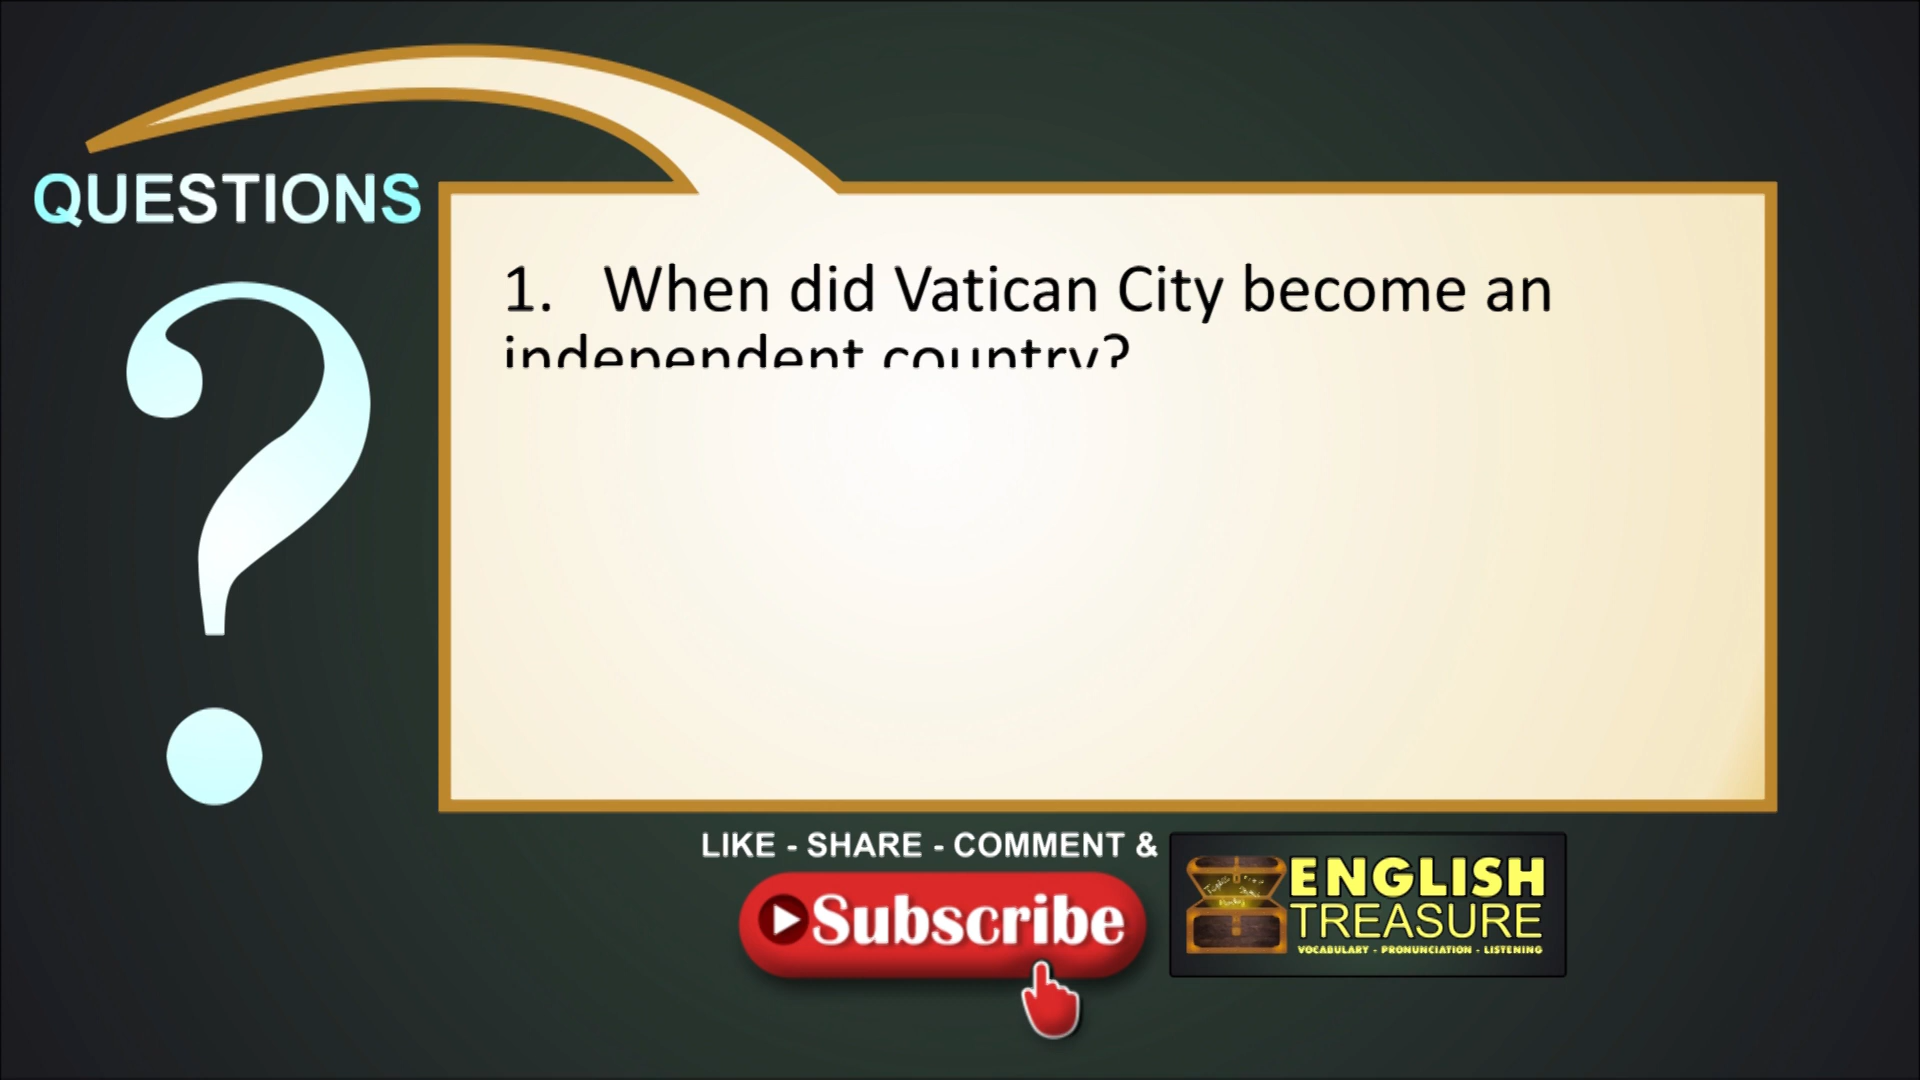 QUESTIONS
?
1. When did Vatican City become an
independent country?
LIKE - SHARE - COMMENT &
Subscribe
ENGLISH
TREASURE
VOCABULARY - PRONUNCIATION - LISTENING